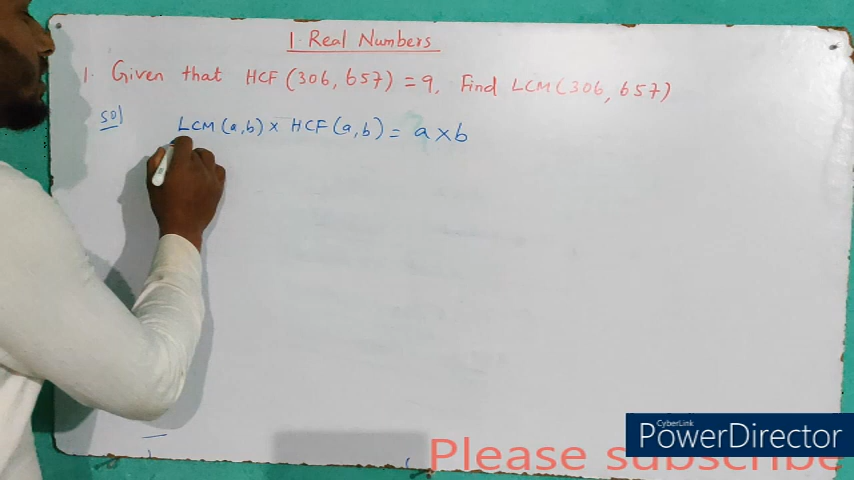 1. Real Numbers
1. Given that HCF (306, 657) = 9, Find LCM (306, 657)
Sol
LCM (a,b) x HCF (a,b) = a x b
CyberLink
PowerDirector
Please subscribe